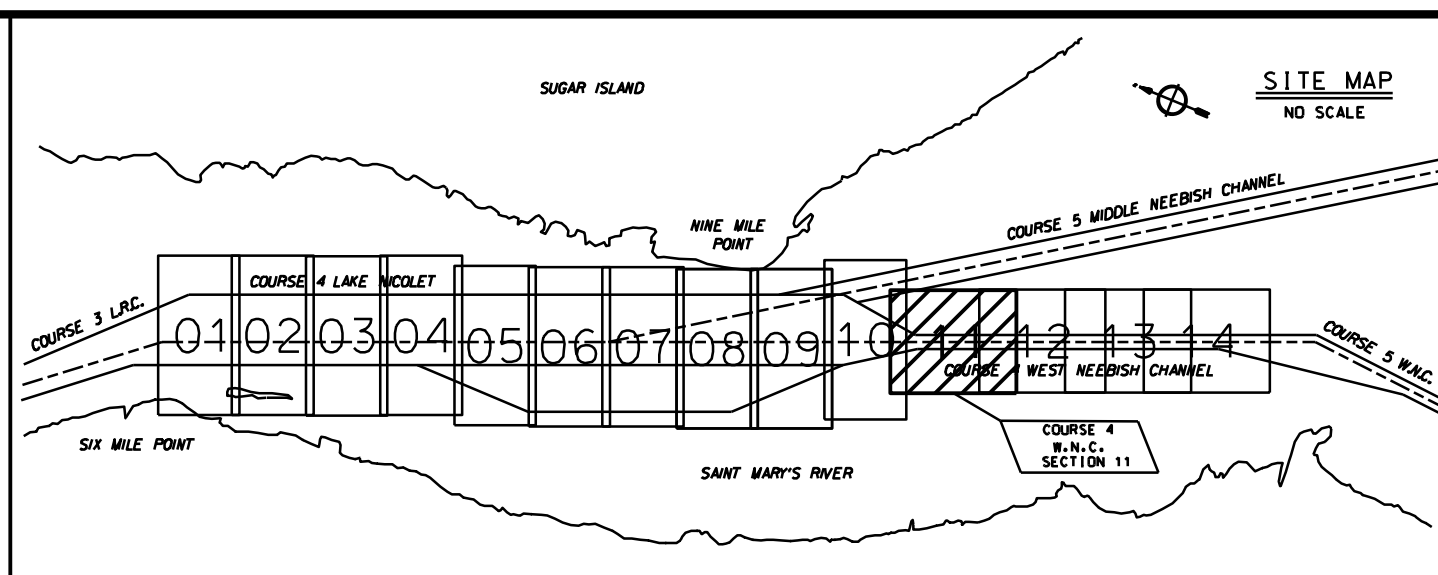 SUGAR ISLAND
SITE MAP
NO SCALE
COURSE 5 MIDDLE NEEBISH CHANNEL
NINE MILE
POINT
COURSE 4 LAKE NICOLET
COURSE 3 L.R.C.
01 02 03 04 05 06 07 08 09 10 11 12 13 14
COURSE 5 W.N.C.
COURSE 4 WEST NEEBISH CHANNEL
COURSE 4
W.N.C.
SECTION 11
SIX MILE POINT
SAINT MARY'S RIVER